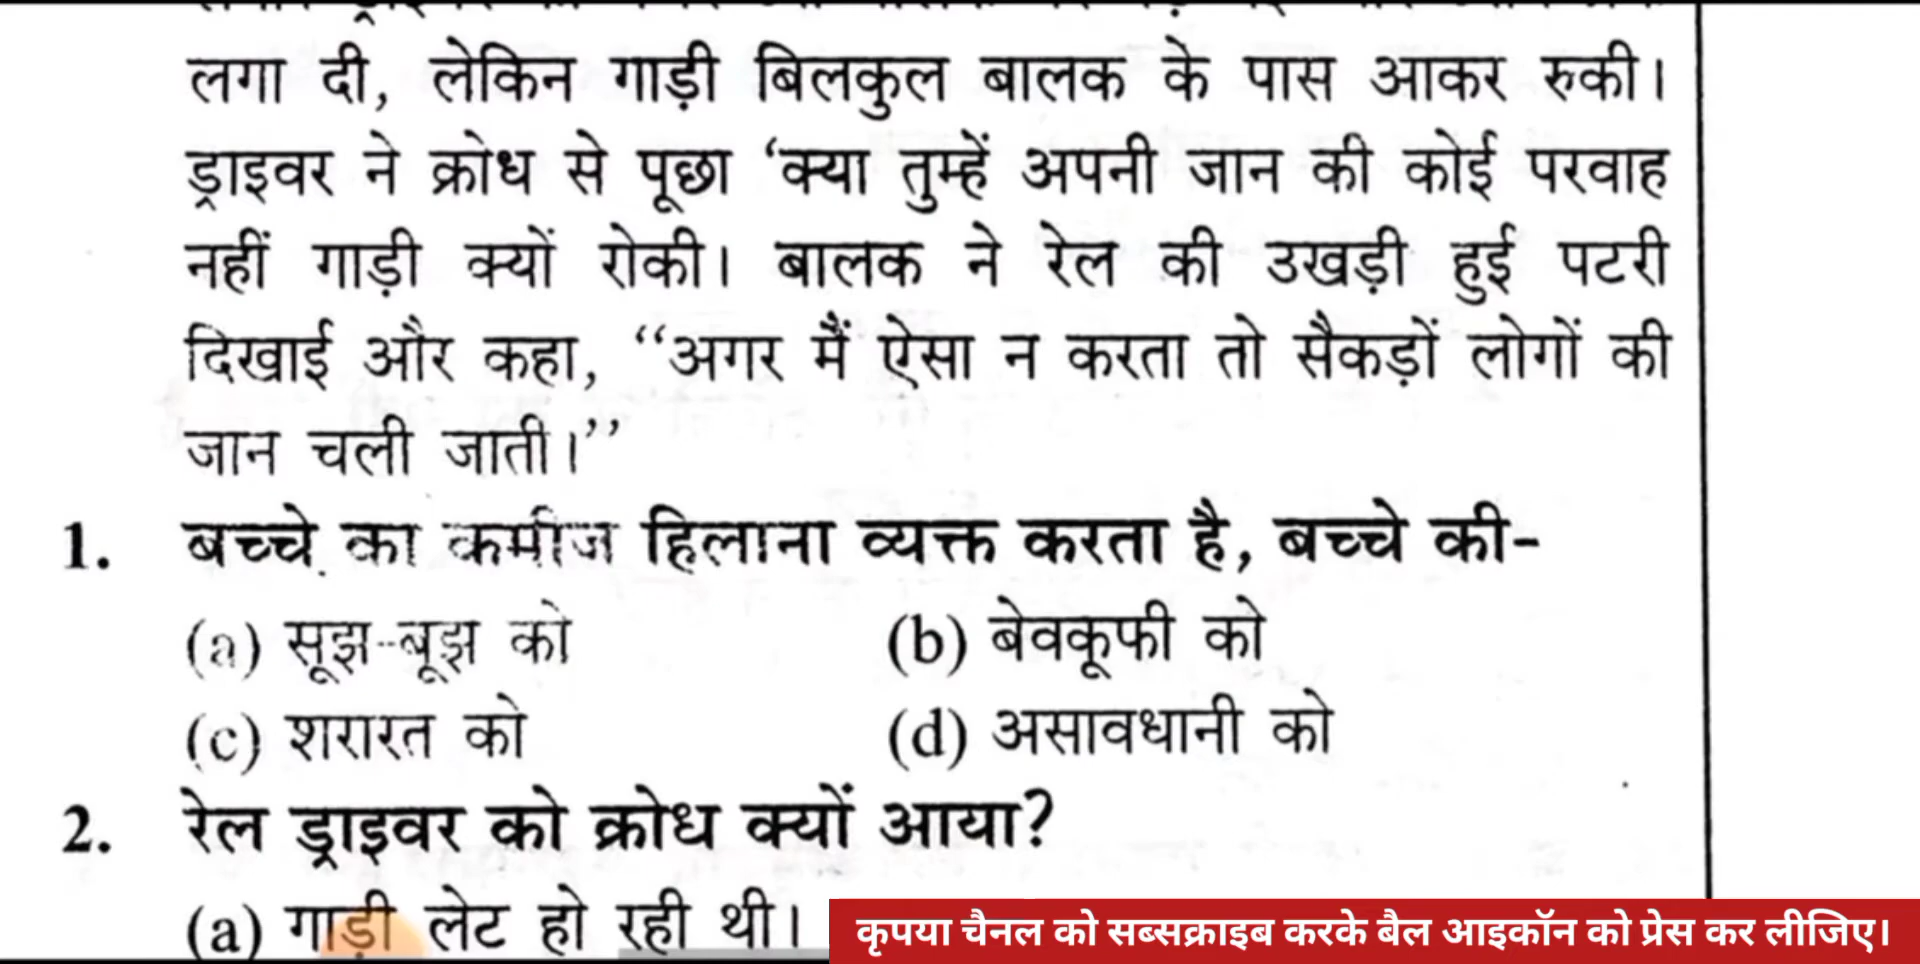 लगा दी, लेकिन गाड़ी बिलकुल बालक के पास आकर रुकी।
ड्राइवर ने क्रोध से पूछा ‘क्या तुम्हें अपनी जान की कोई परवाह
नहीं गाड़ी क्यों रोकी। बालक ने रेल की उखड़ी हुई पटरी
दिखाई और कहा, ‘‘अगर मैं ऐसा न करता तो सैकड़ों लोगों की
जान चली जाती।’’
1. बच्चे का कमीज हिलाना व्यक्त करता है, बच्चे की-
(a) सूझ-बूझ को (b) बेवकूफी को
(c) शरारत को (d) असावधानी को
2. रेल ड्राइवर को क्रोध क्यों आया?
(a) गाड़ी लेट हो रही थी।
कृपया चैनल को सब्सक्राइब करके बैल आइकॉन को प्रेस कर लीजिए।